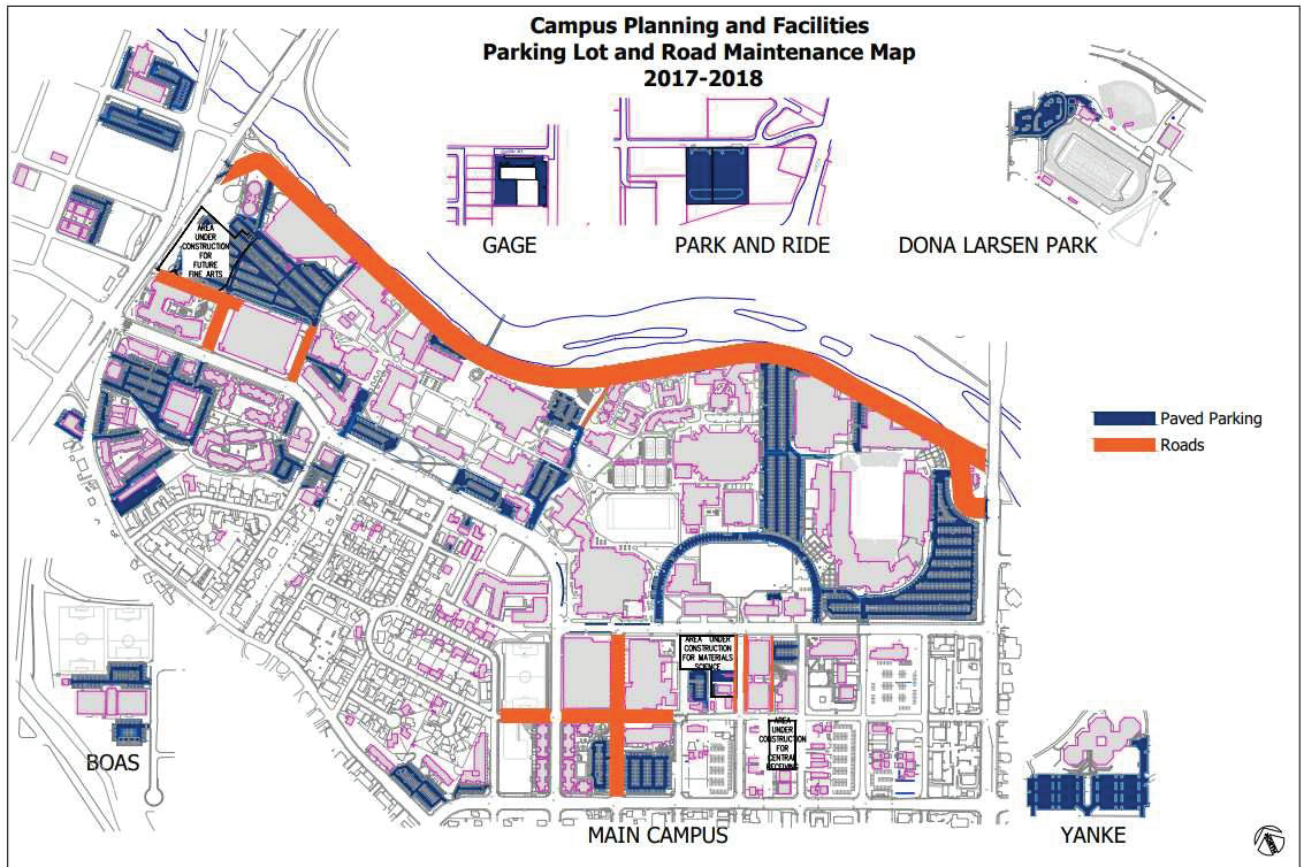 Campus Planning and Facilities
Parking Lot and Road Maintenance Map
2017-2018
GAGE
PARK AND RIDE
DONA LARSEN PARK
AREA
UNDER
CONSTRUCTION
FOR
FUTURE
FINE ARTS
Paved Parking
Roads
AREA UNDER
CONSTRUCTION
FOR MATERIALS
SCIENCE
AREA
UNDER
CONSTRUCTION
FOR
CENTRAL
RECEIVING
BOAS
MAIN CAMPUS
YANKE